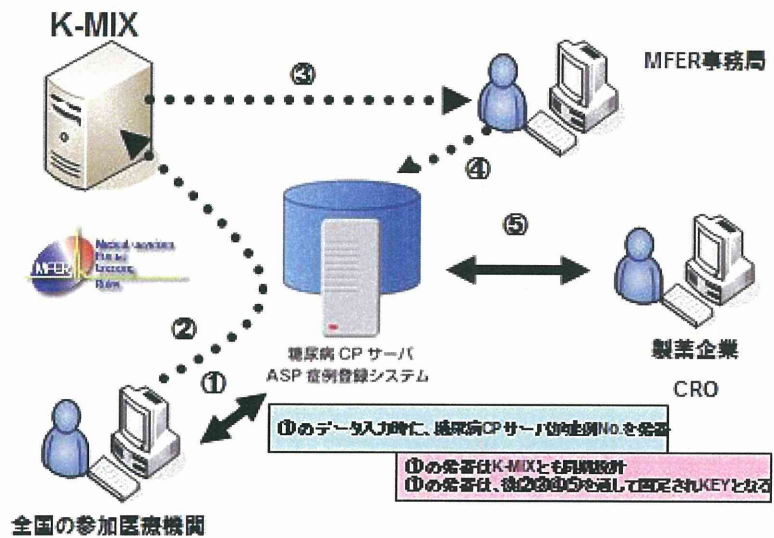 K-MIX
③
MFER事務局
④
⑤
MFER
②
製薬企業
糖尿病 CP サーバ
ASP 症例登録システム
①
CRO
①のデータ入力時に、糖尿病CPサーバが症例No.を発番
①の発番はK-MIXとも同期設計
①の発番は、後②③④⑤を通して固定されKEYとなる
全国の参加医療機関